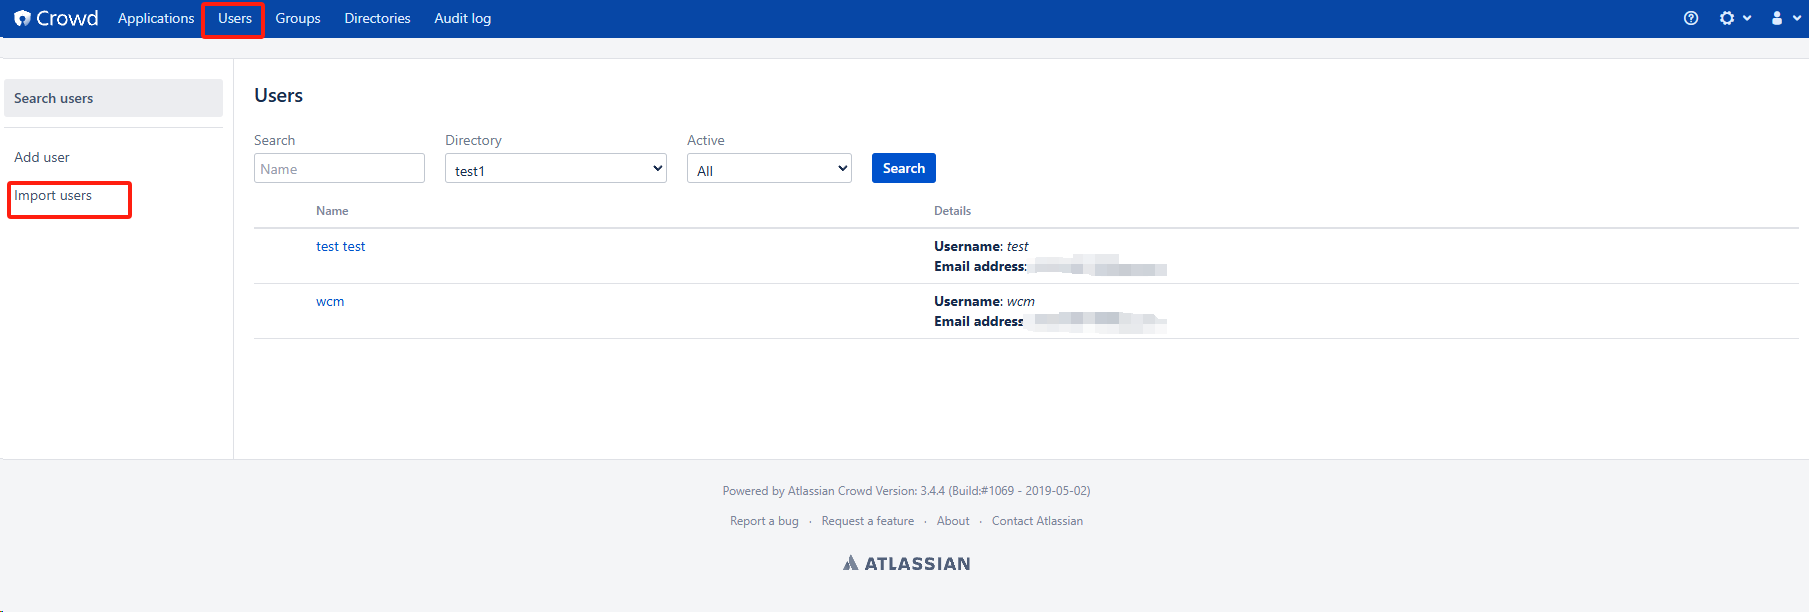 Crowd Applications Users Groups Directories Audit log
Search users
Add user
Import users
Users
Search Directory Active
Name test1 All Search
Name Details
test test Username: test
Email address:
wcm Username: wcm
Email address
Powered by Atlassian Crowd Version: 3.4.4 (Build:#1069 - 2019-05-02)
Report a bug · Request a feature · About · Contact Atlassian
ATLASSIAN